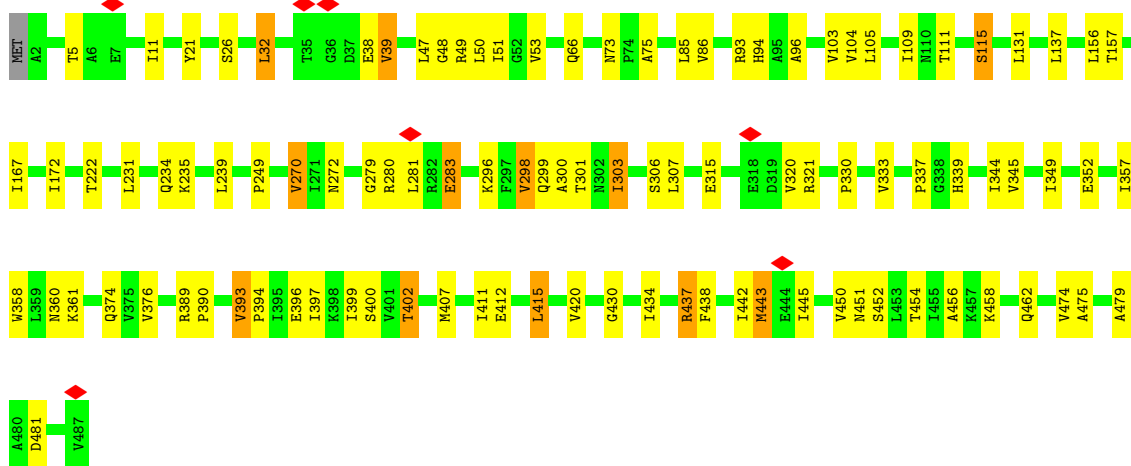 MET A2 T5 A6 E7 I11 Y21 S26 L32 T35 G36 D37 E38 V39 L47 G48 R49 L50 I51 G52 V53 Q66 N73 P74 A75 L85 V86 R93 H94 A95 A96 V103 V104 L105 I109 N110 T111 S115 L131 L137 L156 T157
I167 I172 T222 L231 Q234 K235 L239 P249 V270 I271 N272 G279 R280 L281 R282 E283 K296 F297 V298 Q299 A300 T301 N302 I303 S306 L307 E315 E318 D319 V320 R321 P330 V333 P337 G338 H339 I344 V345 I349 E352 I357
W358 L359 N360 K361 Q374 V375 V376 R389 P390 V393 P394 I395 E396 I397 K398 I399 S400 V401 T402 M407 I411 E412 L415 V420 G430 I434 R437 F438 I442 M443 E444 I445 V450 N451 S452 L453 T454 I455 A456 K457 K458 Q462 V474 A475 A479
A480 D481 V487